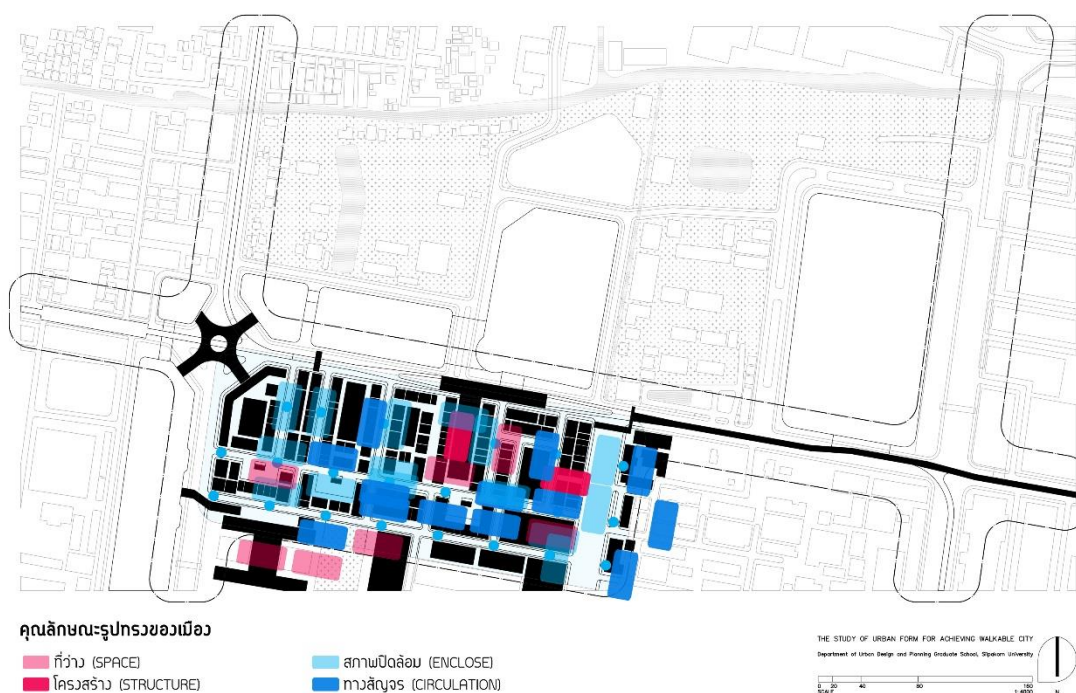 คุณลักษณะรูปทรงของเมือง
ที่ว่าง (SPACE)
โครงสร้าง (STRUCTURE)
สภาพปิดล้อม (ENCLOSE)
ทางสัญจร (CIRCULATION)
THE STUDY OF URBAN FORM FOR ACHIEVING WALKABLE CITY
Department of Urban Design and Planning Graduate School, Silpakorn University
0 20 40 80 160
SCALE 1:4000 N